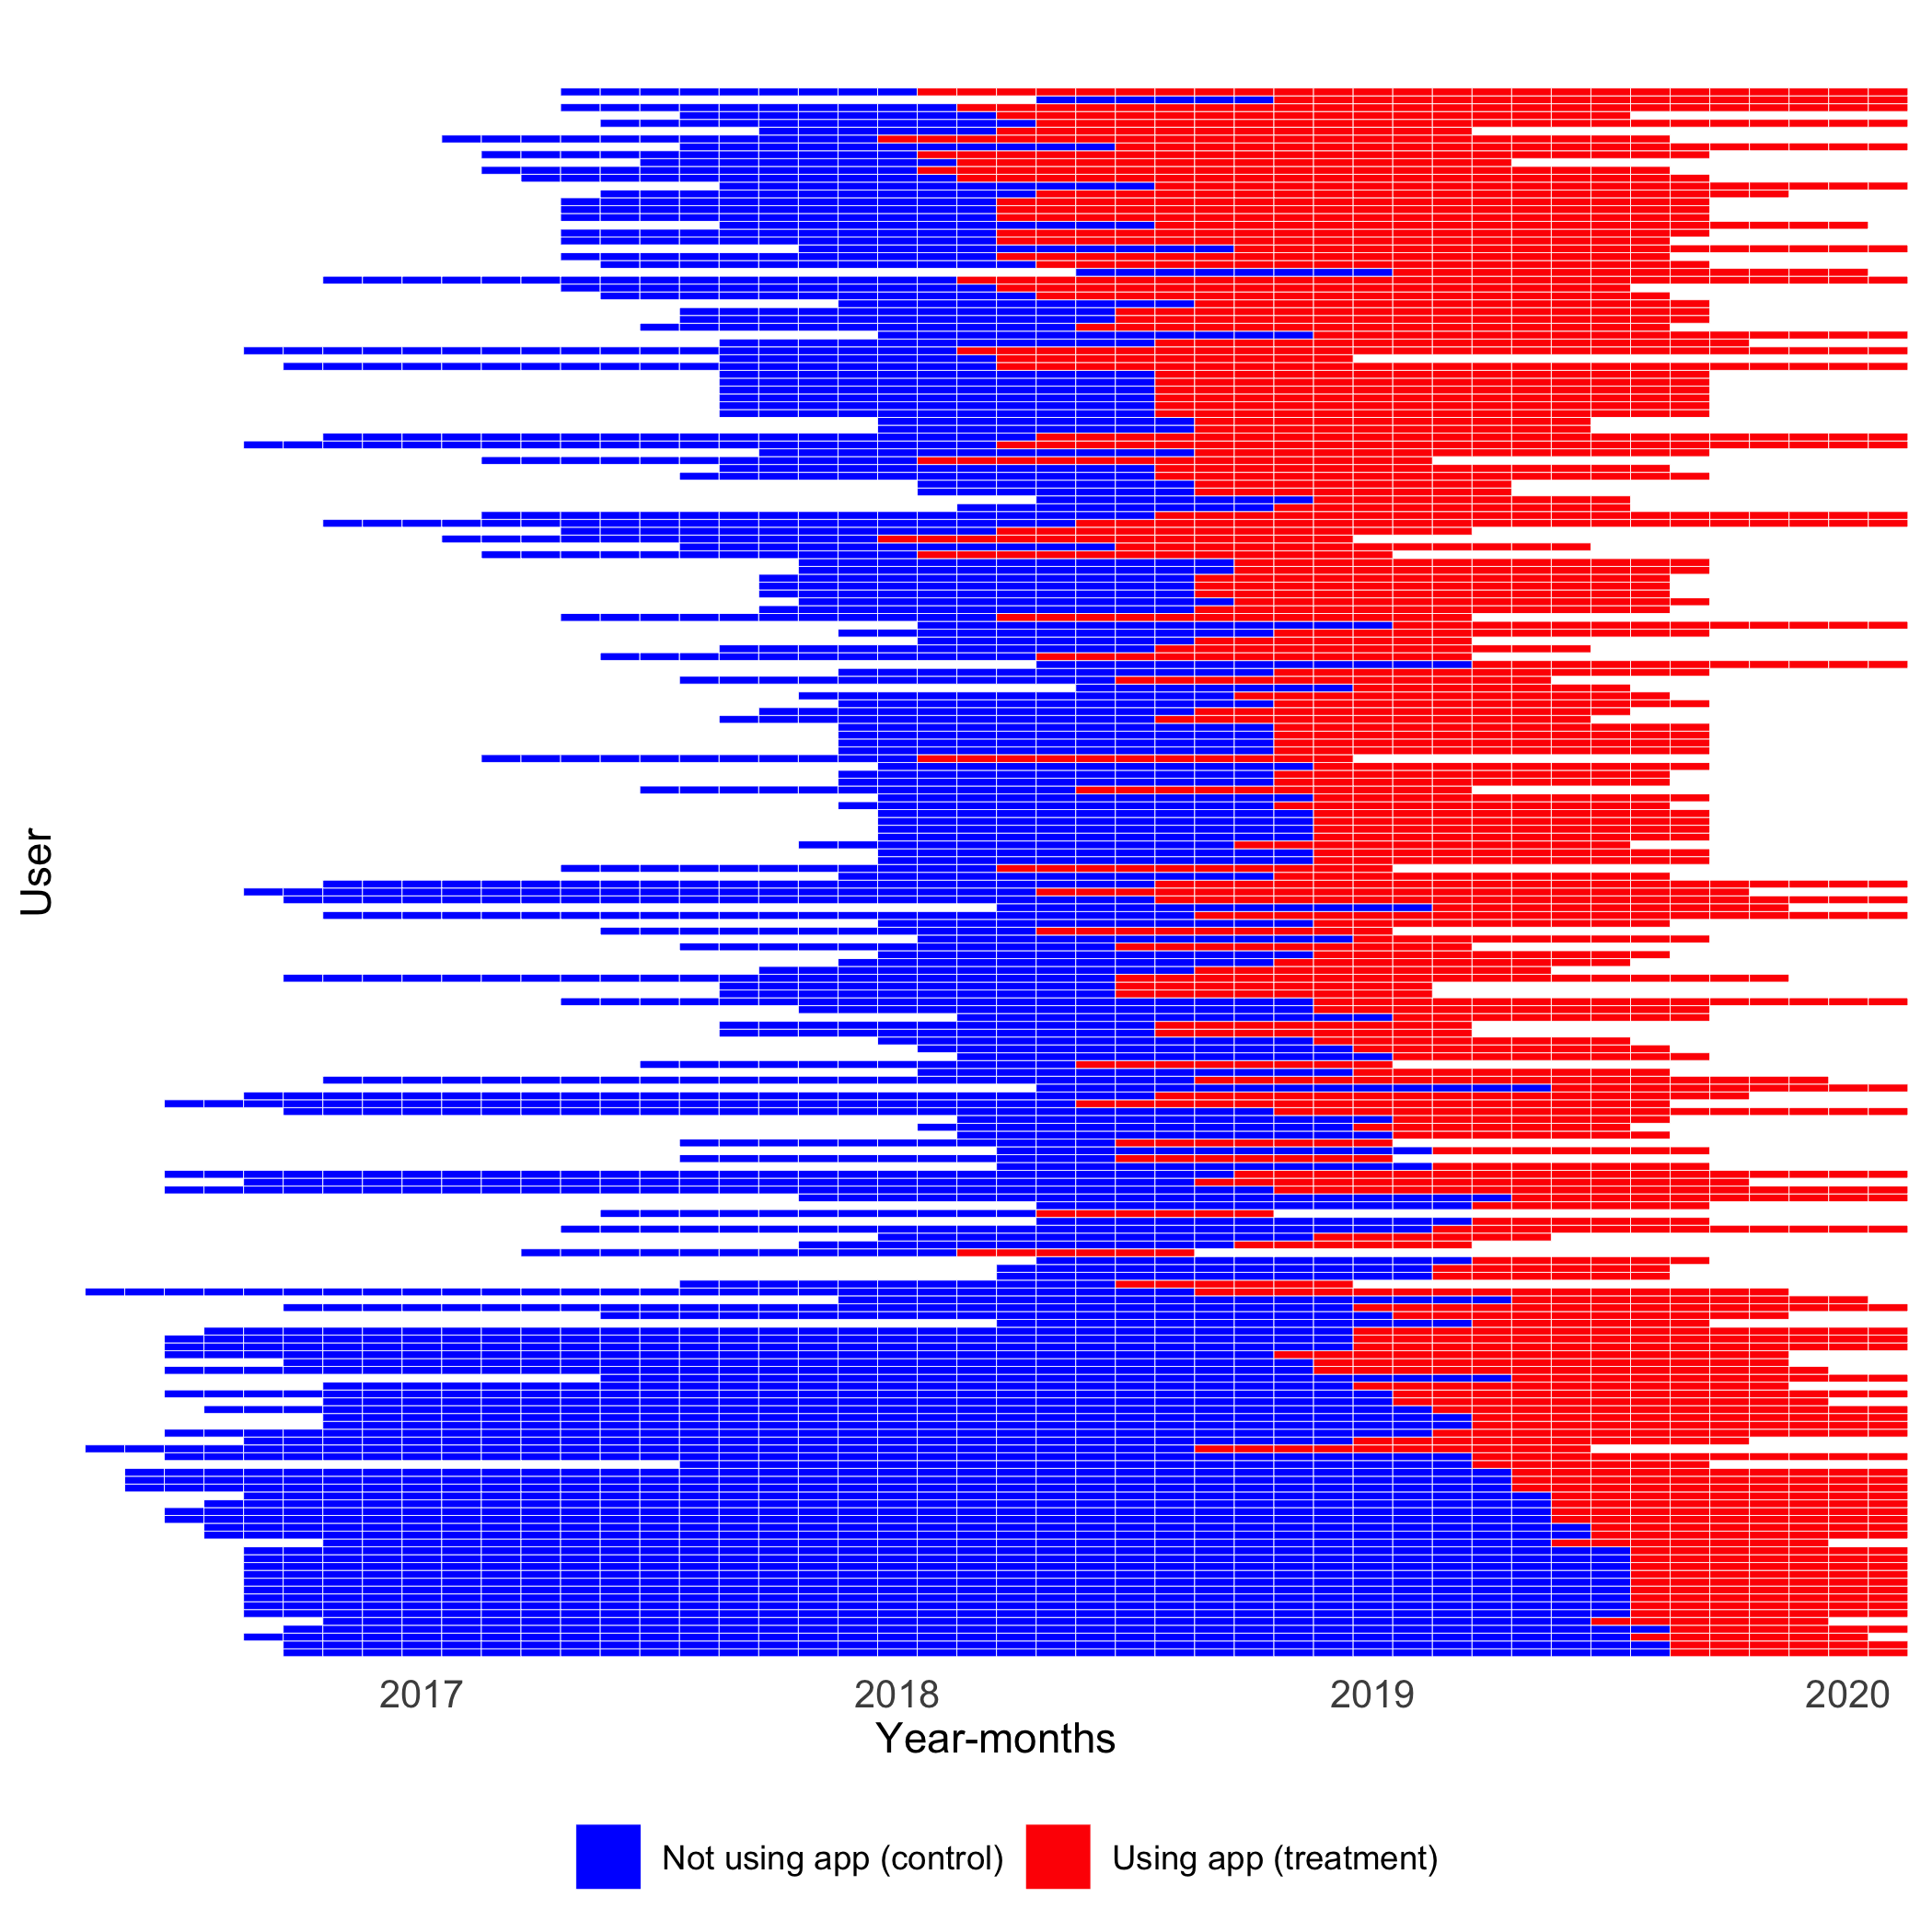 User
2017 2018 2019 2020
Year-months
Not using app (control) Using app (treatment)